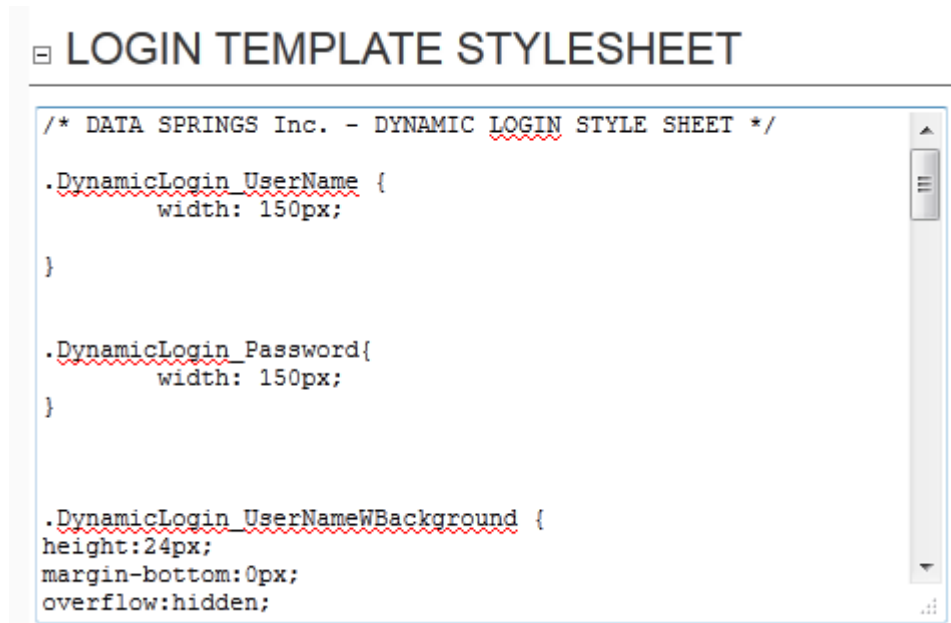 LOGIN TEMPLATE STYLESHEET
/* DATA SPRINGS Inc. - DYNAMIC LOGIN STYLE SHEET */
.DynamicLogin_UserName {
width: 150px;
}
.DynamicLogin_Password{
width: 150px;
}
.DynamicLogin_UserNameWBackground {
height:24px;
margin-bottom:0px;
overflow:hidden;